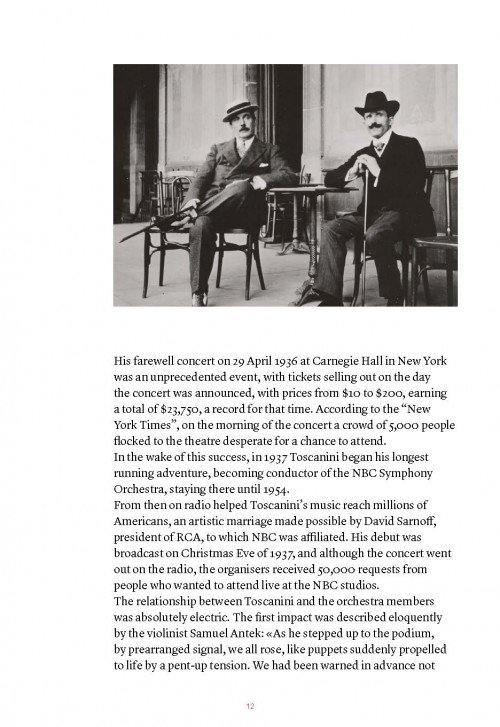 His farewell concert on 29 April 1936 at Carnegie Hall in New York
was an unprecedented event, with tickets selling out on the day
the concert was announced, with prices from $10 to $200, earning
a total of $23,750, a record for that time. According to the “New
York Times”, on the morning of the concert a crowd of 5,000 people
flocked to the theatre desperate for a chance to attend.
In the wake of this success, in 1937 Toscanini began his longest
running adventure, becoming conductor of the NBC Symphony
Orchestra, staying there until 1954.
From then on radio helped Toscanini’s music reach millions of
Americans, an artistic marriage made possible by David Sarnoff,
president of RCA, to which NBC was affiliated. His debut was
broadcast on Christmas Eve of 1937, and although the concert went
out on the radio, the organisers received 50,000 requests from
people who wanted to attend live at the NBC studios.
The relationship between Toscanini and the orchestra members
was absolutely electric. The first impact was described eloquently
by the violinist Samuel Antek: «As he stepped up to the podium,
by prearranged signal, we all rose, like puppets suddenly propelled
to life by a pent-up tension. We had been warned in advance not
12